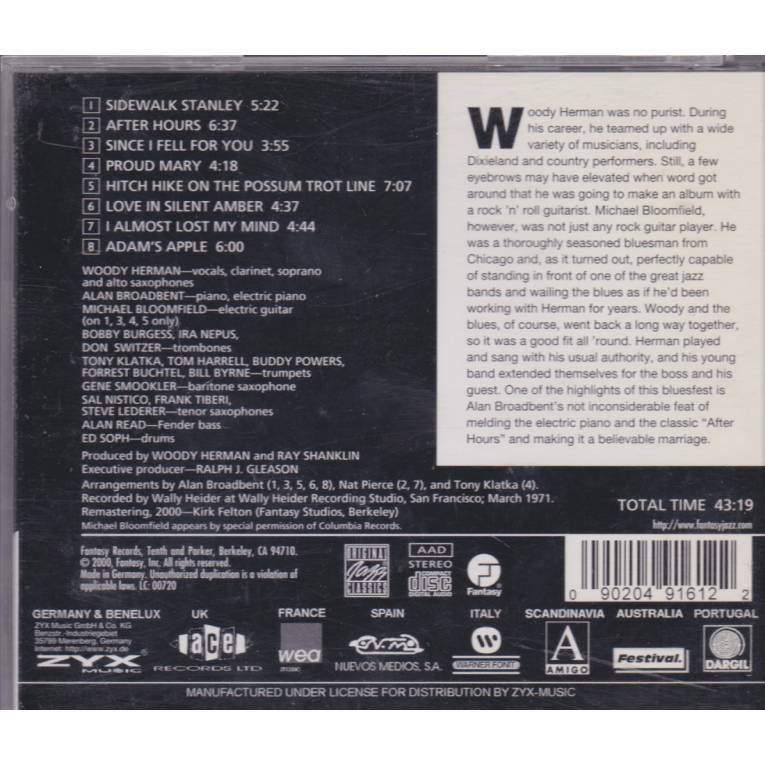 1 SIDEWALK STANLEY 5:22
2 AFTER HOURS 6:37
3 SINCE I FELL FOR YOU 3:55
4 PROUD MARY 4:18
5 HITCH HIKE ON THE POSSUM TROT LINE 7:07
6 LOVE IN SILENT AMBER 4:37
7 I ALMOST LOST MY MIND 4:44
8 ADAM'S APPLE 6:00
WOODY HERMAN—vocals, clarinet, soprano
and alto saxophones
ALAN BROADBENT—piano, electric piano
MICHAEL BLOOMFIELD—electric guitar
(on 1, 3, 4, 5 only)
BOBBY BURGESS, IRA NEPUS,
DON SWITZER—trombones
TONY KLATKA, TOM HARRELL, BUDDY POWERS,
FORREST BUCHTEL, BILL BYRNE—trumpets
GENE SMOOKLER—baritone saxophone
SAL NISTICO, FRANK TIBERI,
STEVE LEDERER—tenor saxophones
ALAN READ—Fender bass
ED SOPH—drums
Produced by WOODY HERMAN and RAY SHANKLIN
Executive producer—RALPH J. GLEASON
Arrangements by Alan Broadbent (1, 3, 5, 6, 8), Nat Pierce (2, 7), and Tony Klatka (4).
Recorded by Wally Heider at Wally Heider Recording Studio, San Francisco; March 1971.
Remastering, 2000—Kirk Felton (Fantasy Studios, Berkeley)
Michael Bloomfield appears by special permission of Columbia Records.
Woody Herman was no purist. During
his career, he teamed up with a wide
variety of musicians, including
Dixieland and country performers. Still, a few
eyebrows may have elevated when word got
around that he was going to make an album with
a rock 'n' roll guitarist. Michael Bloomfield,
however, was not just any rock guitar player. He
was a thoroughly seasoned bluesman from
Chicago and, as it turned out, perfectly capable
of standing in front of one of the great jazz
bands and wailing the blues as if he'd been
working with Herman for years. Woody and the
blues, of course, went back a long way together,
so it was a good fit all 'round. Herman played
and sang with his usual authority, and his young
band extended themselves for the boss and his
guest. One of the highlights of this bluesfest is
Alan Broadbent's not inconsiderable feat of
melding the electric piano and the classic "After
Hours" and making it a believable marriage.
TOTAL TIME 43:19
http://www.fantasyjazz.com
Fantasy Records, Tenth and Parker, Berkeley, CA 94710.
© 2000, Fantasy, Inc. All rights reserved.
Made in Germany. Unauthorized duplication is a violation of
applicable laws. LC: 00720
ORIGINAL
Jazz
CLASSICS
AAD
STEREO
COMPACT
disc
DIGITAL AUDIO
Fantasy
0 90204 91612 2
GERMANY & BENELUX
ZYX Music GmbH & Co. KG
Benzstr. -Industriegebiet
35799 Merenberg, Germany
Internet: http://www.zyx.de
ZYX
MUSIC
UK
ace
RECORDS LTD
FRANCE
wea
music
SPAIN
NUEVOS MEDIOS, S.A.
ITALY
WARNER FONIT
SCANDINAVIA
A
AMIGO
AUSTRALIA
Festival.
PORTUGAL
DARGIL
MANUFACTURED UNDER LICENSE FOR DISTRIBUTION BY ZYX-MUSIC